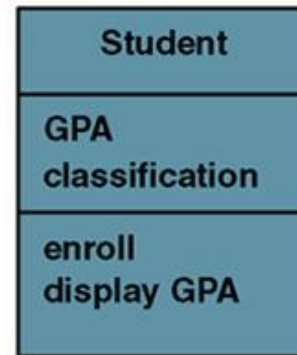 Student
GPA
classification
enroll
display GPA